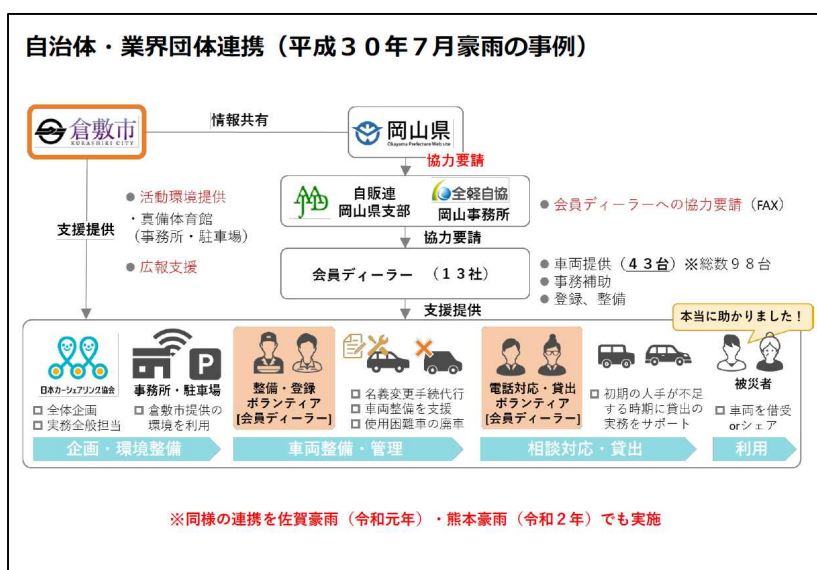 自治体・業界団体連携（平成３０年７月豪雨の事例）
倉敷市
KURASHIKI CITY
情報共有
岡山県
Okayama Prefecture Web site
協力要請
自販連
岡山県支部
全軽自協
岡山事務所
● 会員ディーラーへの協力要請（FAX）
● 活動環境提供
・真備体育館
（事務所・駐車場）
● 広報支援
支援提供
協力要請
会員ディーラー （１３社）
● 車両提供（４３台）※総数９８台
● 事務補助
● 登録、整備
支援提供
本当に助かりました！
日本カーシェアリング協会
□ 全体企画
□ 実務全般担当
P
事務所・駐車場
□ 倉敷市提供の
環境を利用
整備・登録
ボランティア
[会員ディーラー]
□ 名義変更手続代行
□ 車両整備を支援
□ 使用困難車の廃車
電話対応・貸出
ボランティア
[会員ディーラー]
□ 初期の人手が不足
する時期に貸出の
実務をサポート
被災者
□ 車両を借受
orシェア
企画・環境整備
車両整備・管理
相談対応・貸出
利用
※同様の連携を佐賀豪雨（令和元年）・熊本豪雨（令和２年）でも実施